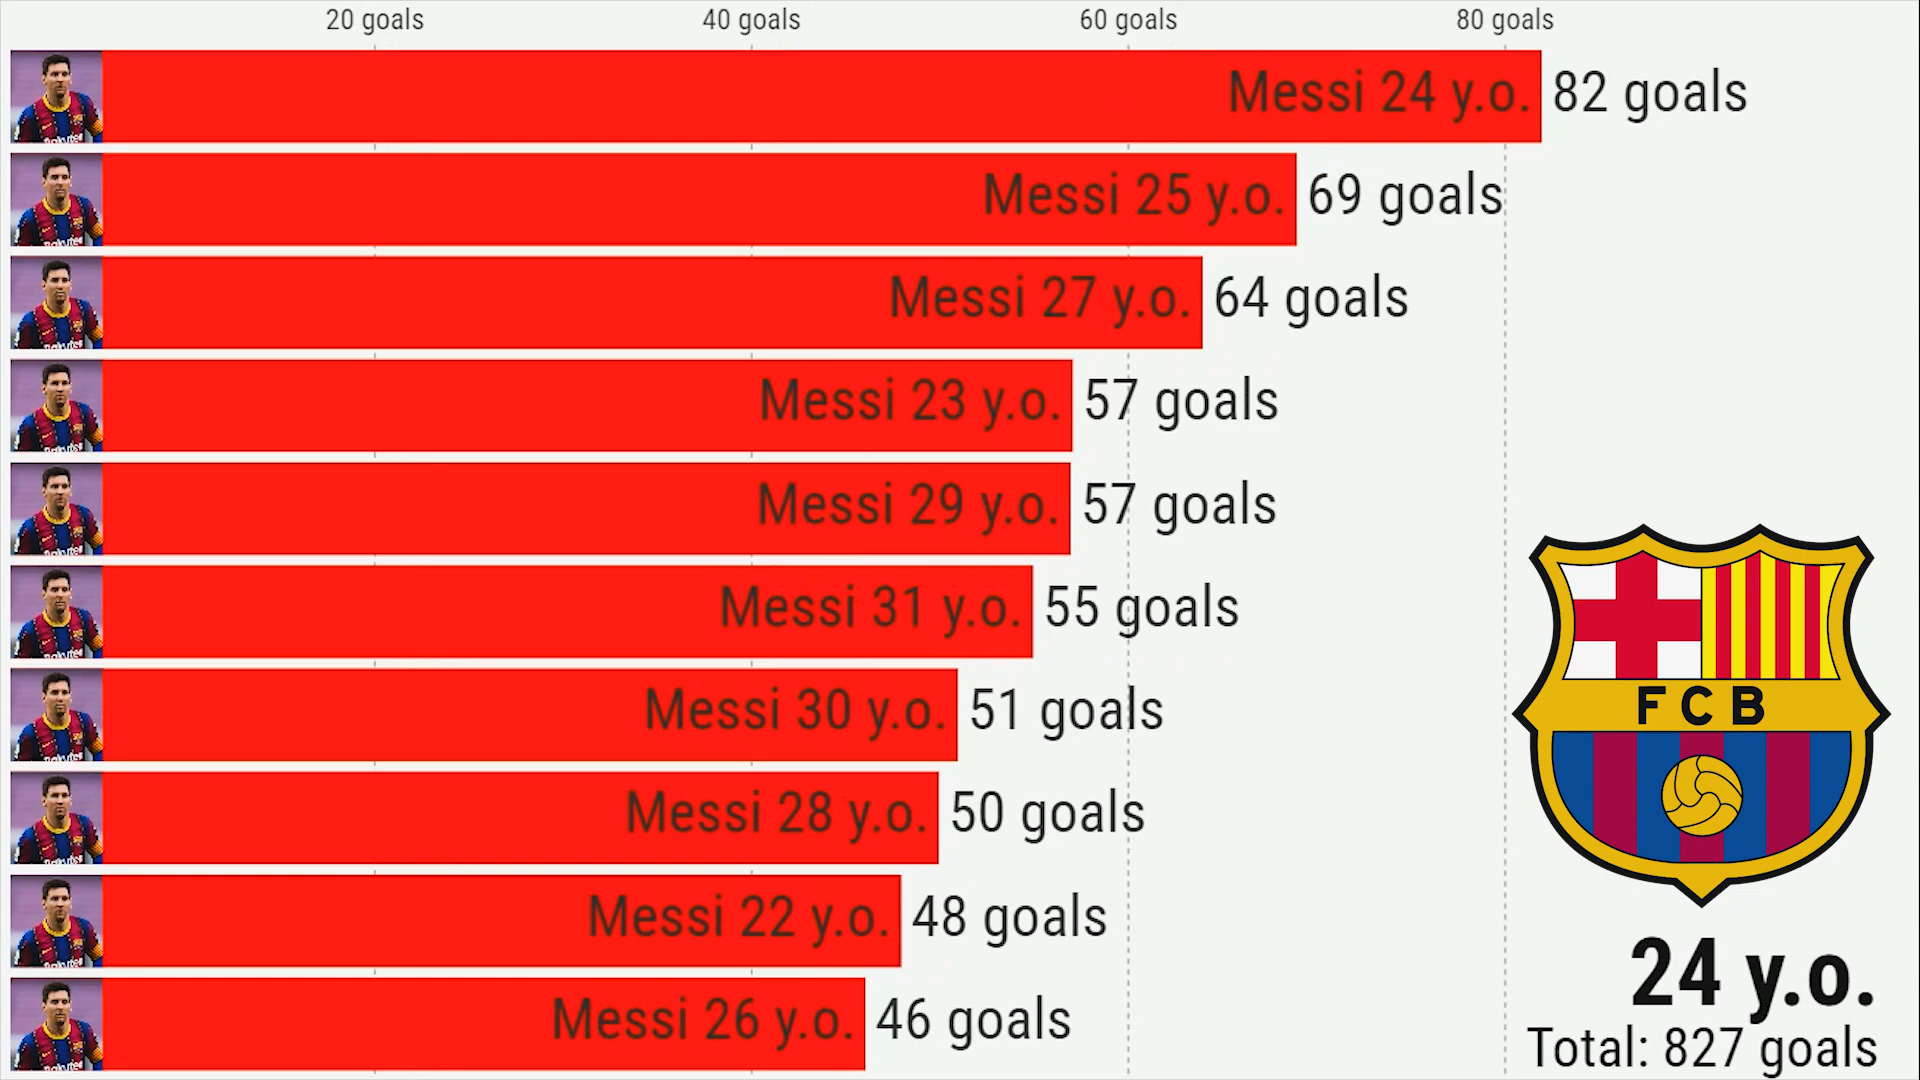 20 goals 40 goals 60 goals 80 goals
Messi 24 y.o. 82 goals
Messi 25 y.o. 69 goals
Messi 27 y.o. 64 goals
Messi 23 y.o. 57 goals
Messi 29 y.o. 57 goals
Messi 31 y.o. 55 goals
Messi 30 y.o. 51 goals
Messi 28 y.o. 50 goals
Messi 22 y.o. 48 goals
Messi 26 y.o. 46 goals
FCB
24 y.o.
Total: 827 goals